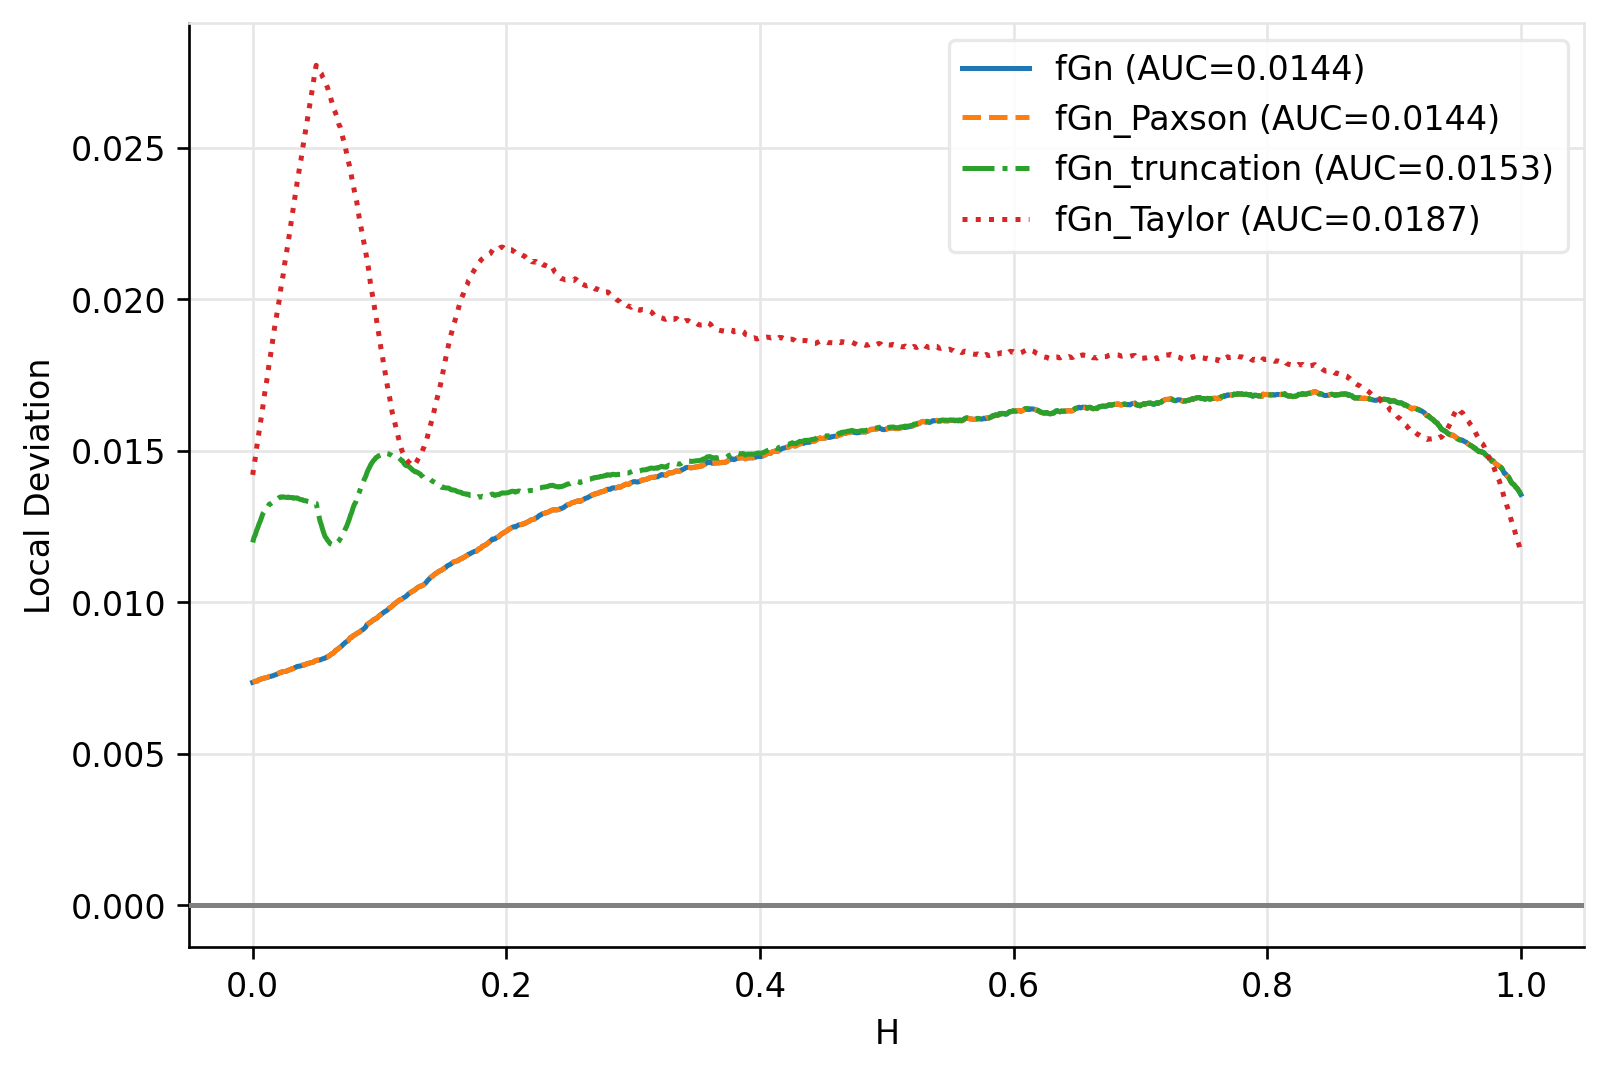 fGn (AUC=0.0144)
fGn_Paxson (AUC=0.0144)
fGn_truncation (AUC=0.0153)
fGn_Taylor (AUC=0.0187)
0.025
0.020
0.015
0.010
0.005
0.000
Local Deviation
0.0 0.2 0.4 0.6 0.8 1.0
H